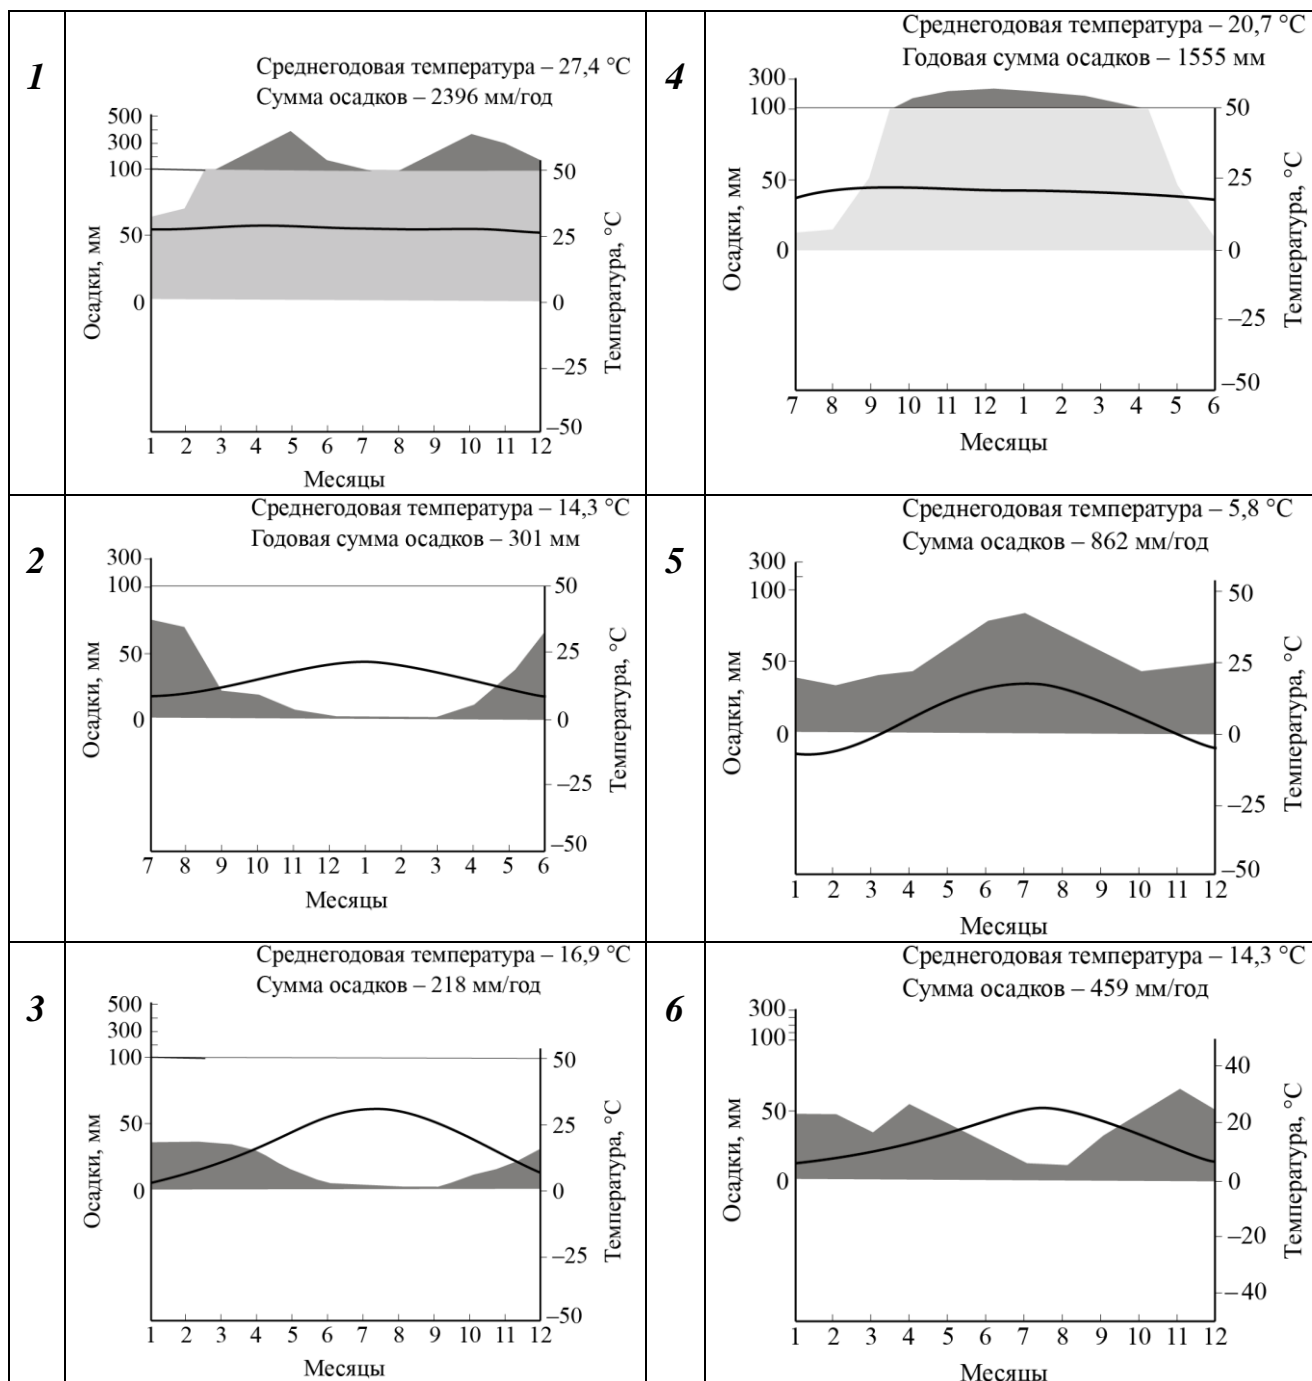 1
Среднегодовая температура – 27,4 °C
Сумма осадков – 2396 мм/год
500
300
100
50
0
Осадки, мм
50
25
0
–25
–50
Температура, °C
1 2 3 4 5 6 7 8 9 10 11 12
Месяцы
4
Среднегодовая температура – 20,7 °C
Годовая сумма осадков – 1555 мм
300
100
50
0
Осадки, мм
50
25
0
–25
–50
Температура, °C
7 8 9 10 11 12 1 2 3 4 5 6
Месяцы
2
Среднегодовая температура – 14,3 °C
Годовая сумма осадков – 301 мм
300
100
50
0
Осадки, мм
50
25
0
–25
–50
Температура, °C
7 8 9 10 11 12 1 2 3 4 5 6
Месяцы
5
Среднегодовая температура – 5,8 °C
Сумма осадков – 862 мм/год
300
100
50
0
Осадки, мм
50
25
0
–25
–50
Температура, °C
1 2 3 4 5 6 7 8 9 10 11 12
Месяцы
3
Среднегодовая температура – 16,9 °C
Сумма осадков – 218 мм/год
500
300
100
50
0
Осадки, мм
50
25
0
–25
–50
Температура, °C
1 2 3 4 5 6 7 8 9 10 11 12
Месяцы
6
Среднегодовая температура – 14,3 °C
Сумма осадков – 459 мм/год
300
100
50
0
Осадки, мм
40
20
0
–20
–40
Температура, °C
1 2 3 4 5 6 7 8 9 10 11 12
Месяцы